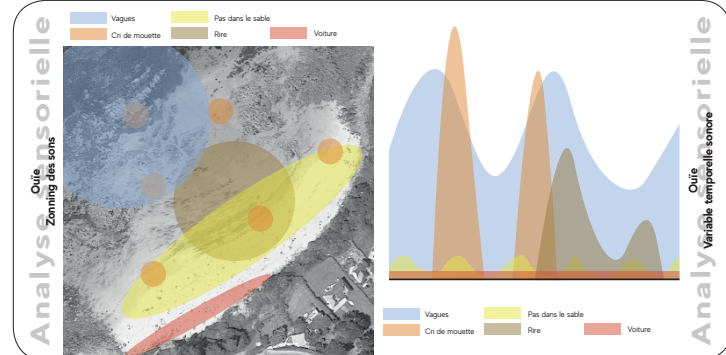 Analyse sensorielle
Ouïe
Zonning des sons
Vagues
Pas dans le sable
Cri de mouette
Rire
Voiture
Vagues
Pas dans le sable
Cri de mouette
Rire
Voiture
Ouïe
Variable temporelle sonore
Analyse sensorielle